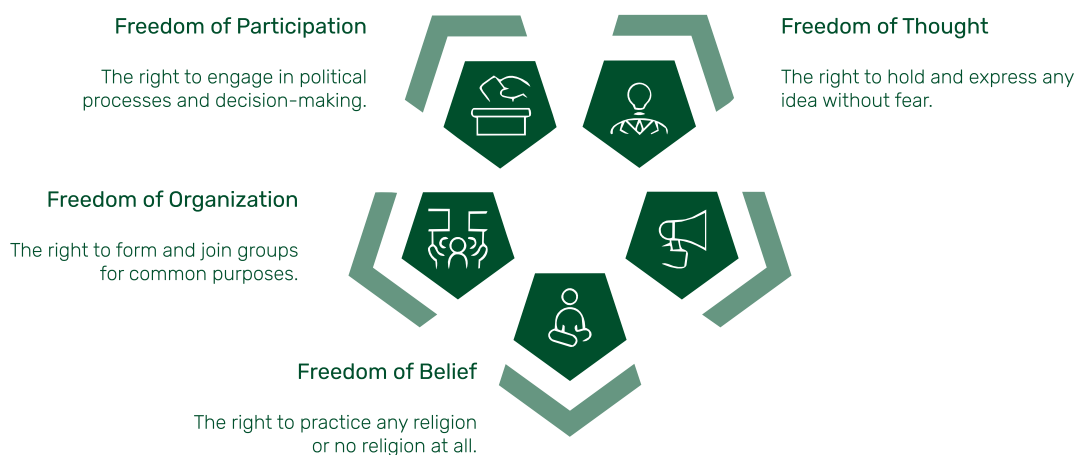 Freedom of Participation
The right to engage in political
processes and decision-making.
Freedom of Thought
The right to hold and express any
idea without fear.
Freedom of Organization
The right to form and join groups
for common purposes.
Freedom of Belief
The right to practice any religion
or no religion at all.